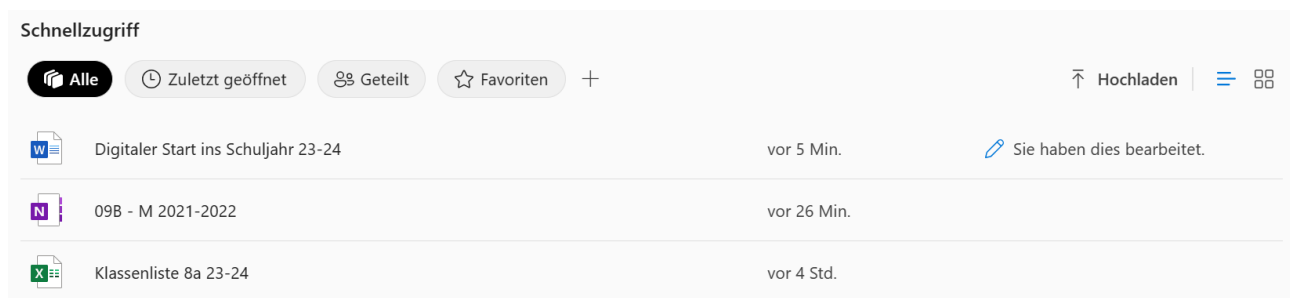 Schnellzugriff
Alle Zuletzt geöffnet Geteilt Favoriten Hochladen
W Digitaler Start ins Schuljahr 23-24 vor 5 Min. Sie haben dies bearbeitet.
N 09B - M 2021-2022 vor 26 Min.
X Klassenliste 8a 23-24 vor 4 Std.